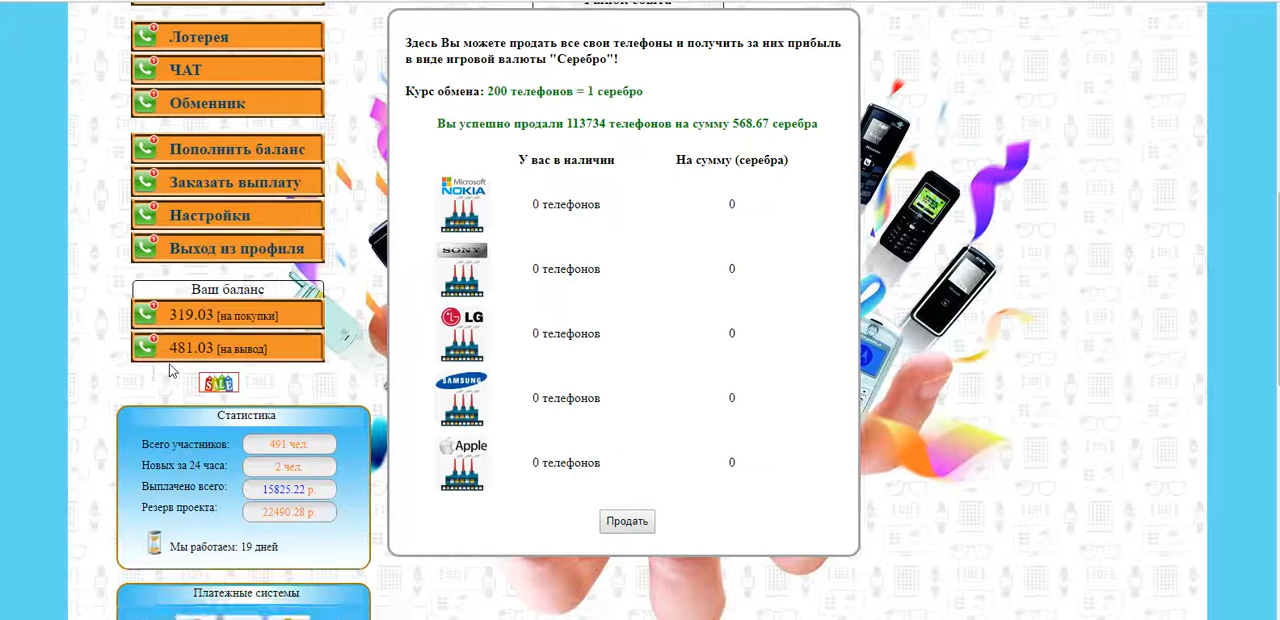 Лотерея
ЧАТ
Обменник
Пополнить баланс
Заказать выплату
Настройки
Выход из профиля
Ваш баланс
319.03 [на покупки]
481.03 [на вывод]
SALE
Статистика
Всего участников: 491 чел.
Новых за 24 часа: 2 чел.
Выплачено всего: 15825.22 р.
Резерв проекта: 22490.28 р.
Мы работаем: 19 дней
Платежные системы
Здесь Вы можете продать все свои телефоны и получить за них прибыль
в виде игровой валюты "Серебро"!
Курс обмена: 200 телефонов = 1 серебро
Вы успешно продали 113734 телефонов на сумму 568.67 серебра
У вас в наличии На сумму (серебра)
Microsoft
NOKIA
0 телефонов 0
SONY
0 телефонов 0
LG
0 телефонов 0
SAMSUNG
0 телефонов 0
Apple
0 телефонов 0
Продать